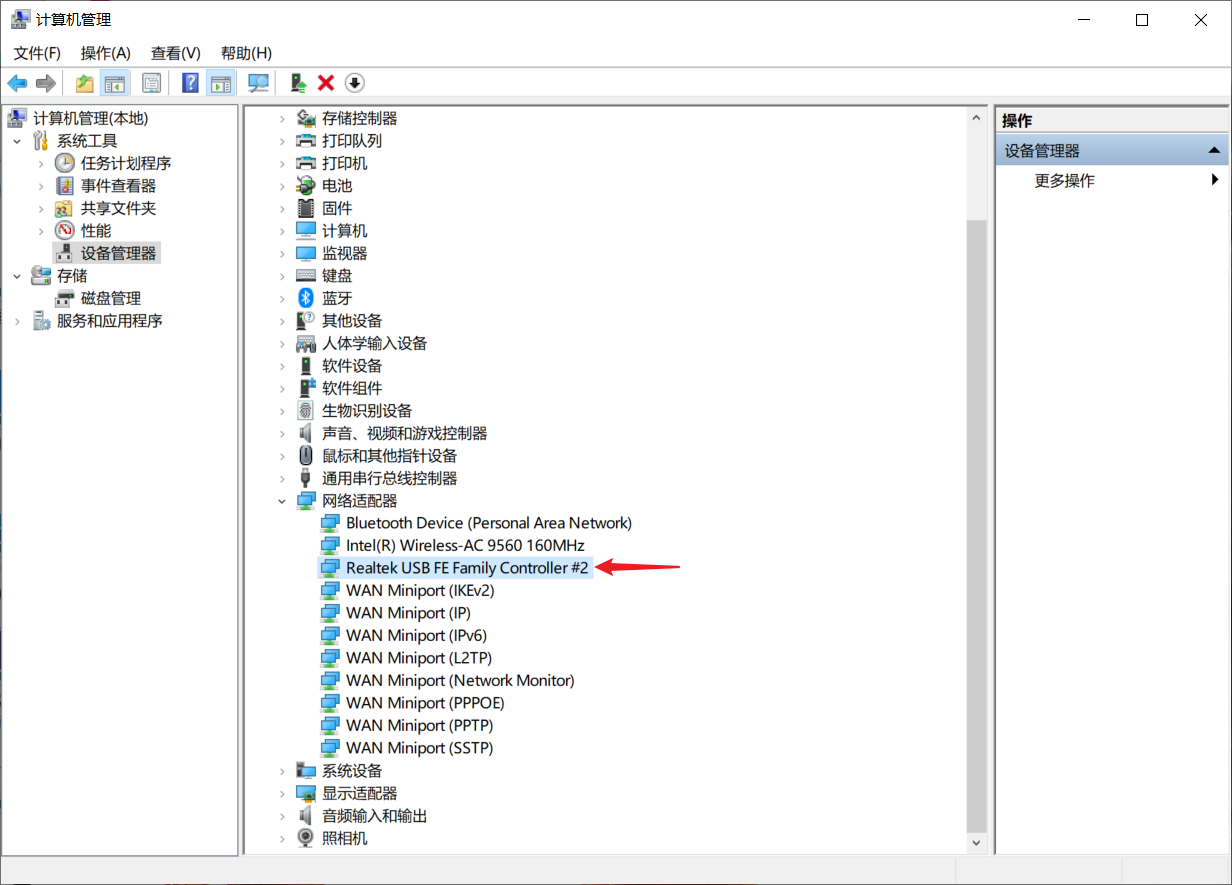 计算机管理
文件(F) 操作(A) 查看(V) 帮助(H)
计算机管理(本地)
系统工具
任务计划程序
事件查看器
共享文件夹
性能
设备管理器
存储
磁盘管理
服务和应用程序
存储控制器
打印队列
打印机
电池
固件
计算机
监视器
键盘
蓝牙
其他设备
人体学输入设备
软件设备
软件组件
生物识别设备
声音、视频和游戏控制器
鼠标和其他指针设备
通用串行总线控制器
网络适配器
Bluetooth Device (Personal Area Network)
Intel(R) Wireless-AC 9560 160MHz
Realtek USB FE Family Controller #2
WAN Miniport (IKEv2)
WAN Miniport (IP)
WAN Miniport (IPv6)
WAN Miniport (L2TP)
WAN Miniport (Network Monitor)
WAN Miniport (PPPOE)
WAN Miniport (PPTP)
WAN Miniport (SSTP)
系统设备
显示适配器
音频输入和输出
照相机
操作
设备管理器
更多操作